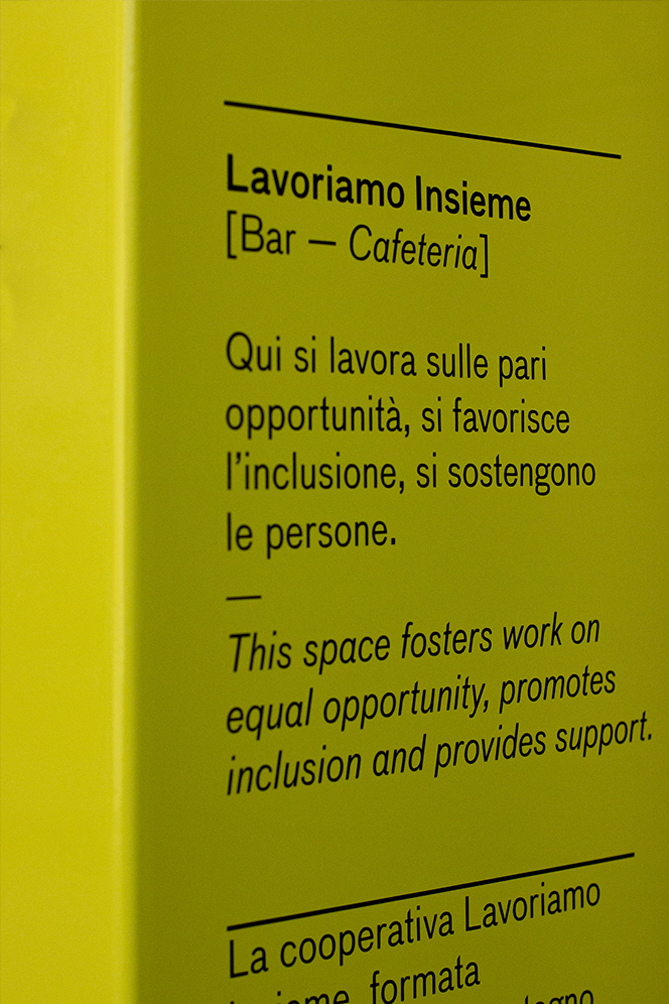 Lavoriamo Insieme
[Bar — Cafeteria]
Qui si lavora sulle pari
opportunità, si favorisce
l’inclusione, si sostengono
le persone.
—
This space fosters work on
equal opportunity, promotes
inclusion and provides support.
La cooperativa Lavoriamo
formata